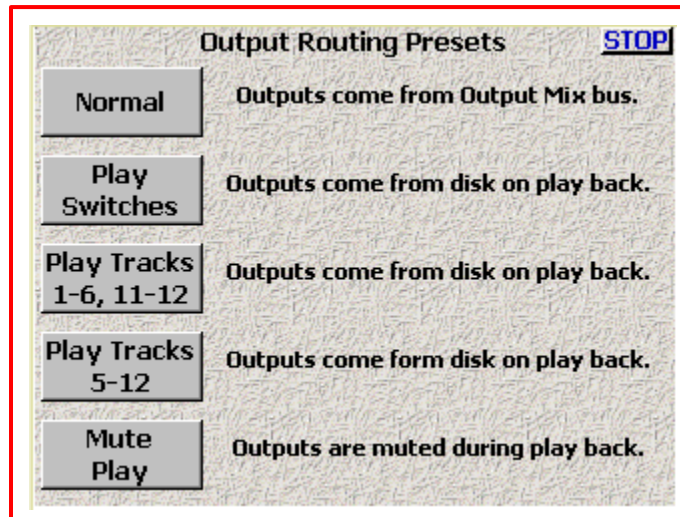 Output Routing Presets
STOP
Normal
Outputs come from Output Mix bus.
Play
Switches
Outputs come from disk on play back.
Play Tracks
1-6, 11-12
Outputs come from disk on play back.
Play Tracks
5-12
Outputs come form disk on play back.
Mute
Play
Outputs are muted during play back.